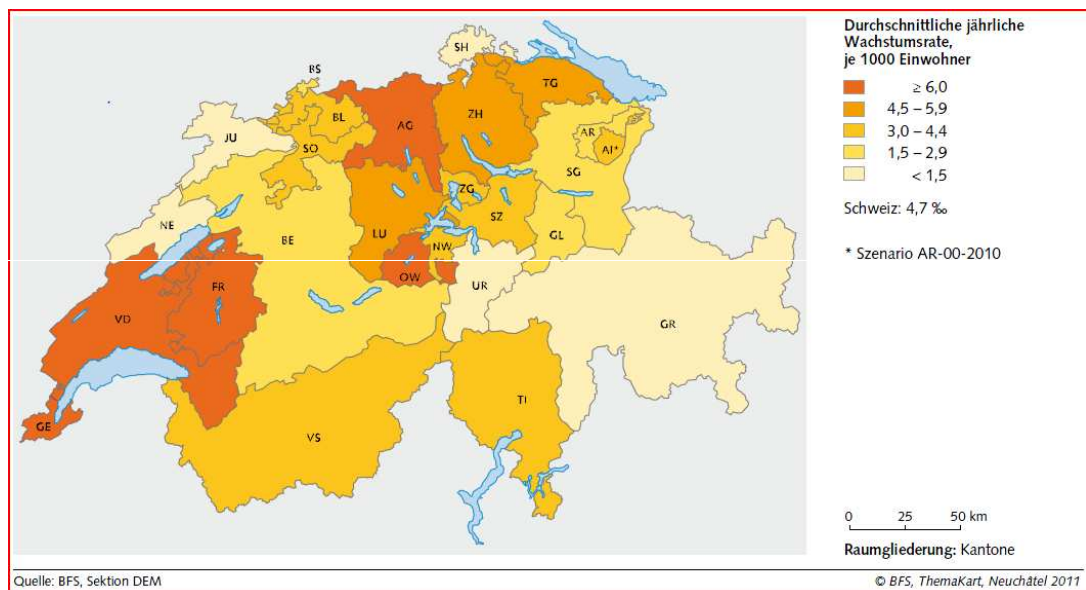 SH
BS
TG
BL
ZH
AG
JU
SO
AR
AI*
SG
ZG
NE
SZ
LU
BE
NW
GL
OW
UR
FR
GR
VD
TI
GE
VS
Durchschnittliche jährliche
Wachstumsrate,
je 1000 Einwohner
≥ 6,0
4,5 – 5,9
3,0 – 4,4
1,5 – 2,9
< 1,5
Schweiz: 4,7 ‰
* Szenario AR-00-2010
0 25 50 km
Raumgliederung: Kantone
Quelle: BFS, Sektion DEM
© BFS, ThemaKart, Neuchâtel 2011